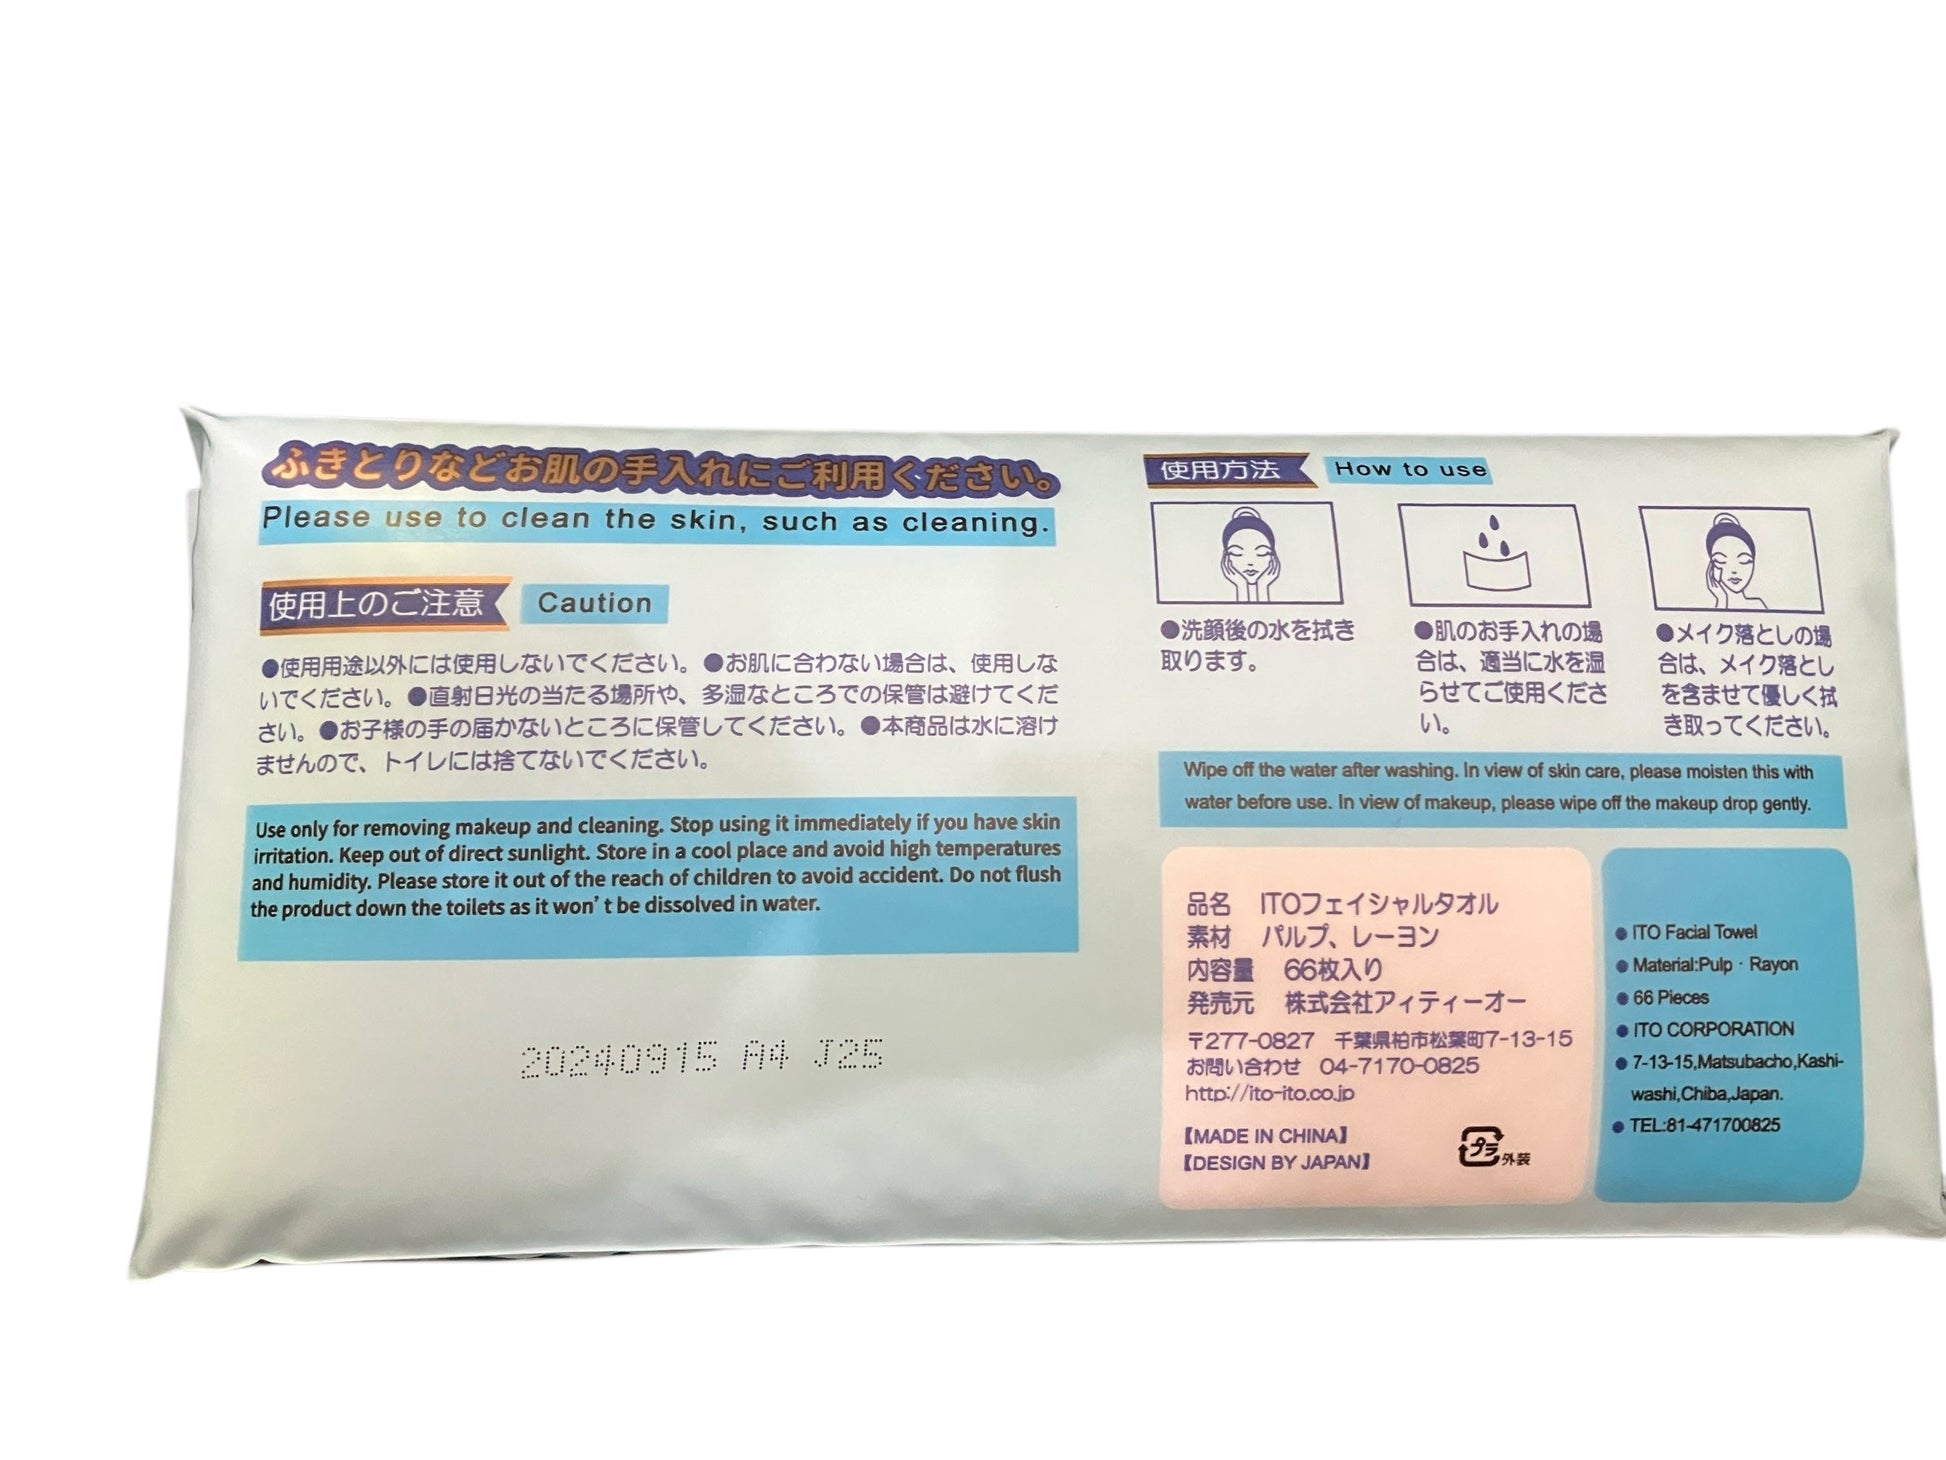 ふきとりなどお肌の手入れにご利用ください。
Please use to clean the skin, such as cleaning.
使用上のご注意
Caution
●使用用途以外には使用しないでください。●お肌に合わない場合は、使用しな
いでください。●直射日光の当たる場所や、多湿なところでの保管は避けてくだ
さい。●お子様の手の届かないところに保管してください。●本商品は水に溶け
ませんので、トイレには捨てないでください。
Use only for removing makeup and cleaning. Stop using it immediately if you have skin
irritation. Keep out of direct sunlight. Store in a cool place and avoid high temperatures
and humidity. Please store it out of the reach of children to avoid accident. Do not flush
the product down the toilets as it won't be dissolved in water.
20240915 A4 J25
使用方法
How to use
●洗顔後の水を拭き
取ります。
●肌のお手入れの場
合は、適当に水を湿
らせてご使用くださ
い。
●メイク落としの場
合は、メイク落とし
を含ませて優しく拭
き取ってください。
Wipe off the water after washing. In view of skin care, please moisten this with
water before use. In view of makeup, please wipe off the makeup drop gently.
品名 ITOフェイシャルタオル
素材 パルプ、レーヨン
内容量 66枚入り
発売元 株式会社アィティーオー
〒277-0827 千葉県柏市松葉町7-13-15
お問い合わせ 04-7170-0825
http://ito-ito.co.jp
【MADE IN CHINA】
【DESIGN BY JAPAN】
プラ 外装
● ITO Facial Towel
● Material:Pulp · Rayon
● 66 Pieces
● ITO CORPORATION
● 7-13-15,Matsubacho,Kashi-
washi,Chiba,Japan.
● TEL:81-471700825